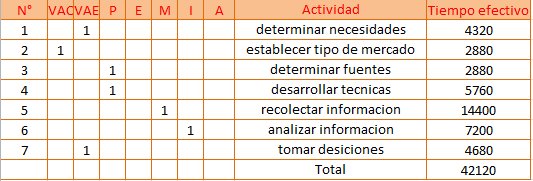 N° VAC VAE P E M I A Actividad Tiempo efectivo
1 1 determinar necesidades 4320
2 1 establecer tipo de mercado 2880
3 1 determinar fuentes 2880
4 1 desarrollar tecnicas 5760
5 1 recolectar informacion 14400
6 1 analizar informacion 7200
7 1 tomar desiciones 4680
Total 42120